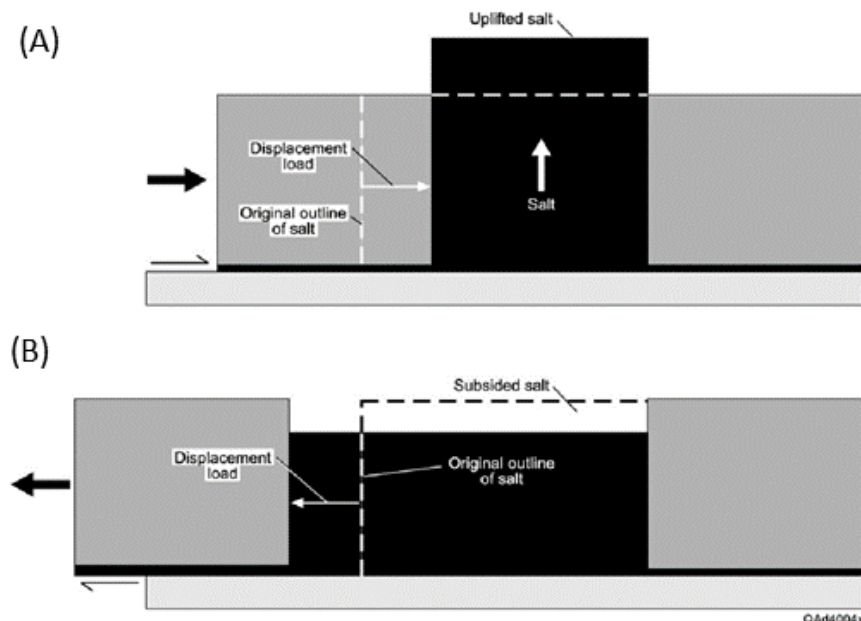 (A)
Uplifted salt
Displacement
load
Original outline
of salt
Salt
(B)
Subsided salt
Displacement
load
Original outline
of salt